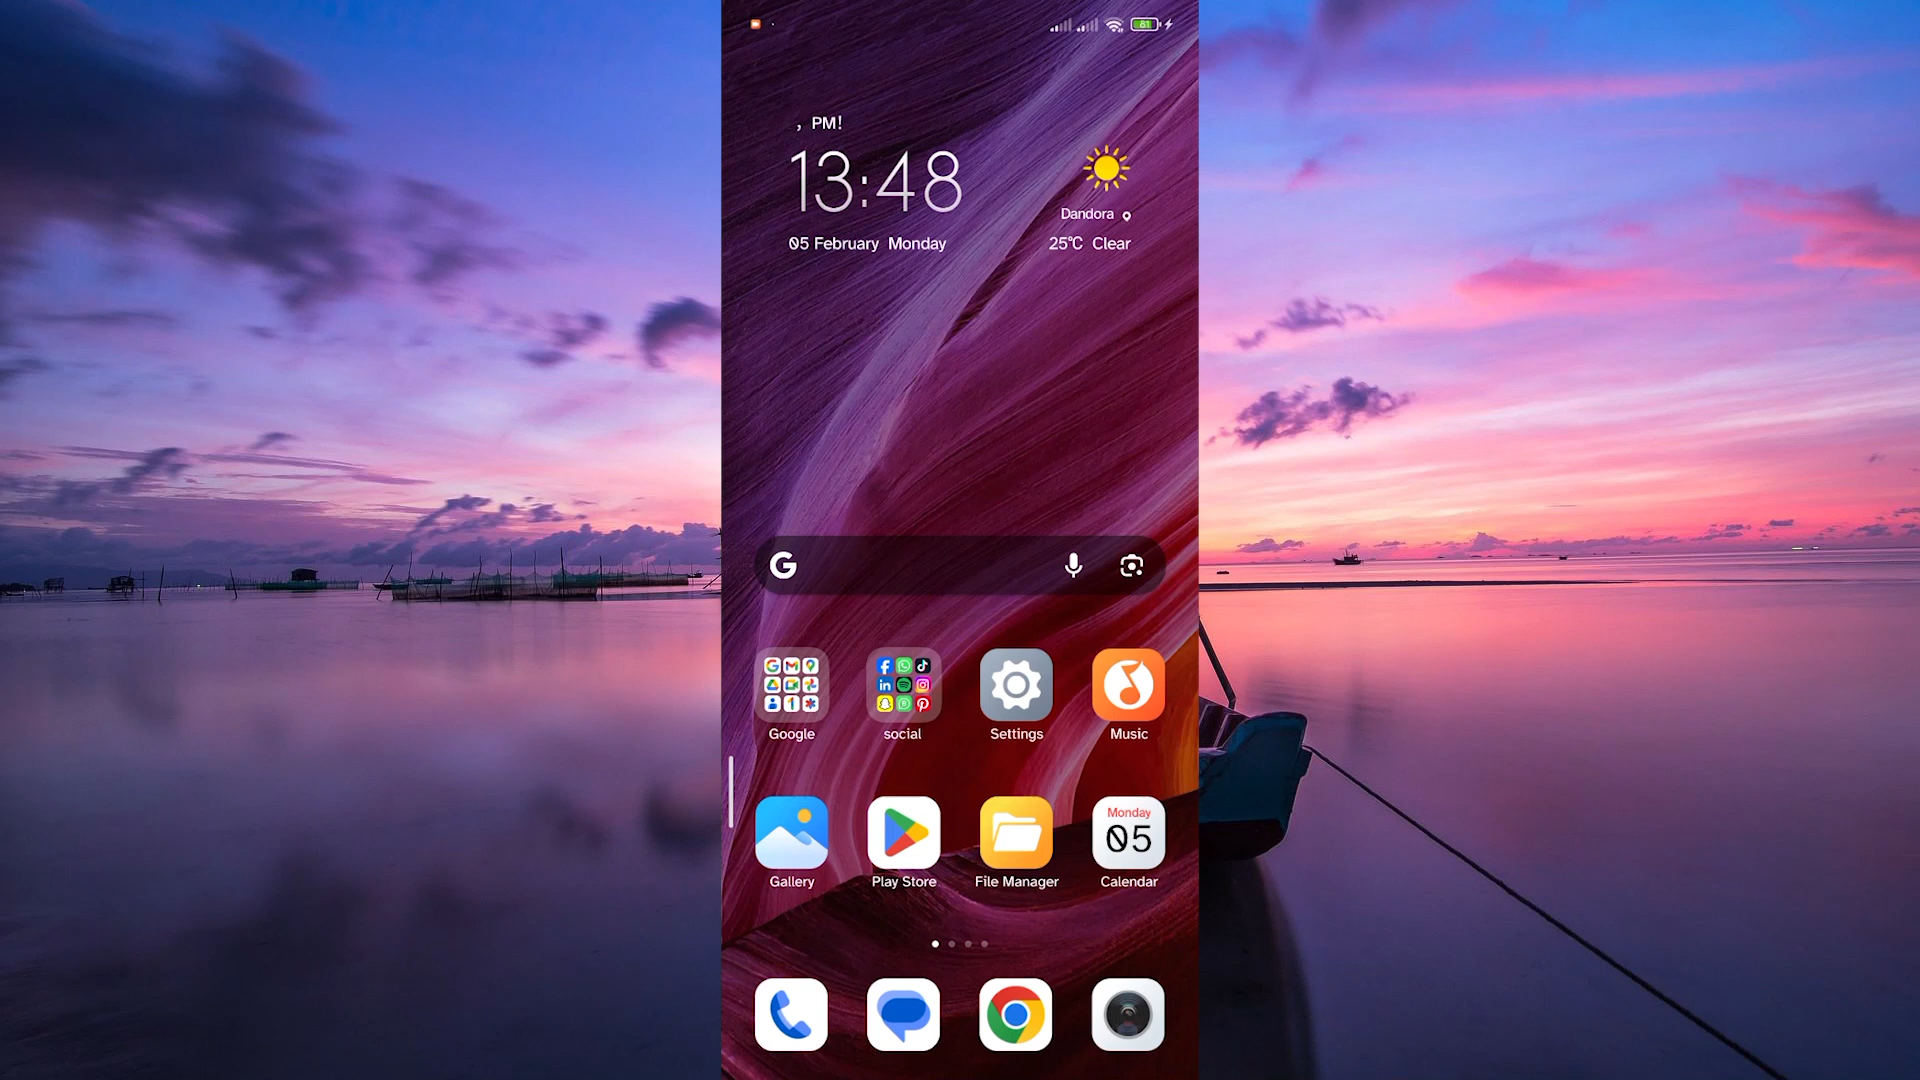 81
, PM!
13:48
Dandora
05 February Monday
25℃ Clear
Google
social
Settings
Music
Monday
05
Gallery
Play Store
File Manager
Calendar